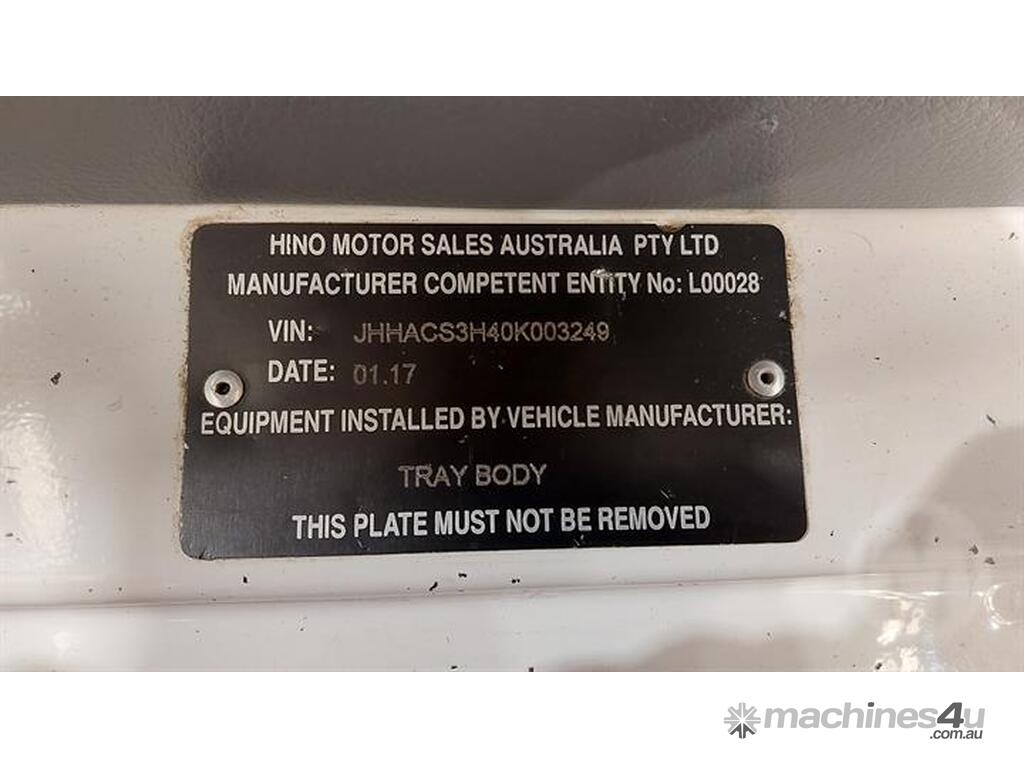 HINO MOTOR SALES AUSTRALIA PTY LTD
MANUFACTURER COMPETENT ENTITY No: L00028
VIN: JHHACS3H40K003249
DATE: 01.17
EQUIPMENT INSTALLED BY VEHICLE MANUFACTURER:
TRAY BODY
THIS PLATE MUST NOT BE REMOVED
machines4u
.com.au